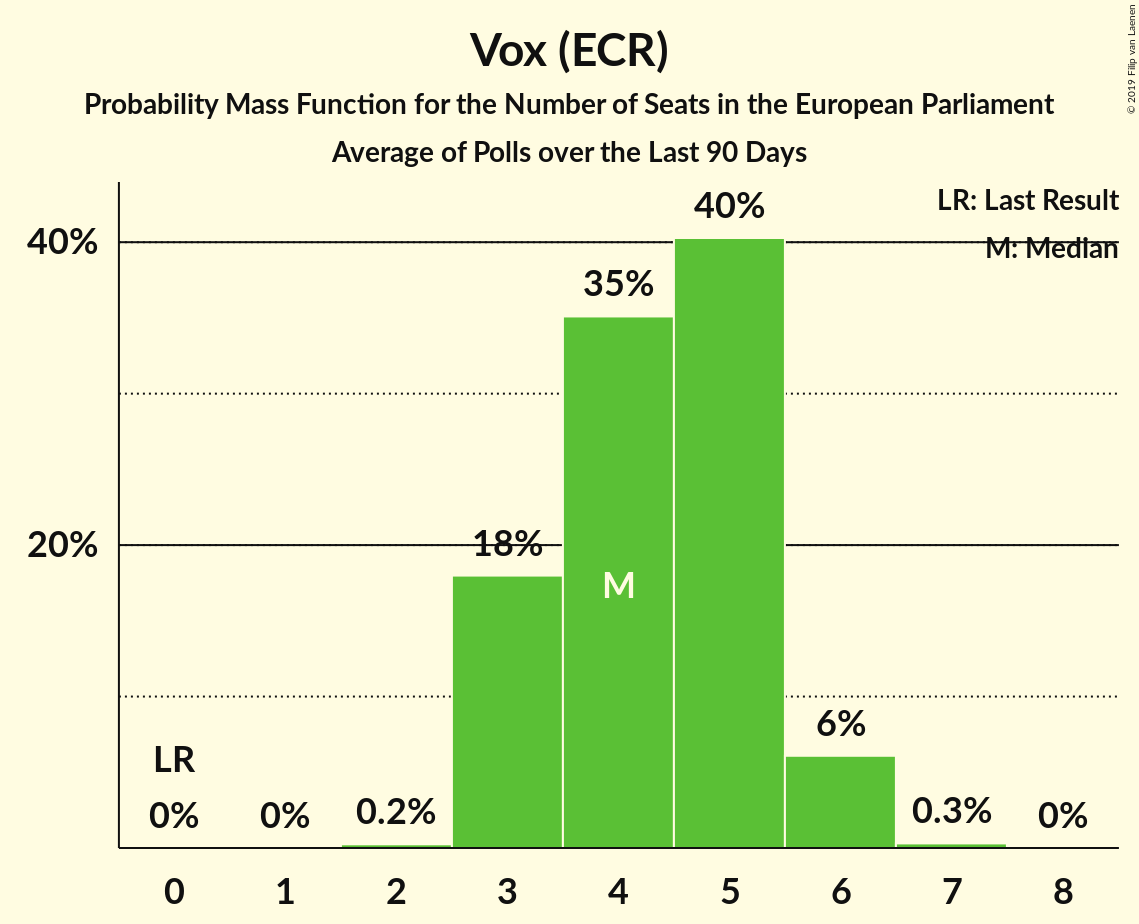 Vox (ECR)
Probability Mass Function for the Number of Seats in the European Parliament
Average of Polls over the Last 90 Days
© 2019 Filip van Laenen
LR: Last Result
M: Median
40%
20%
LR
0%
0%
0.2%
18%
35%
M
40%
6%
0.3%
0%
0 1 2 3 4 5 6 7 8